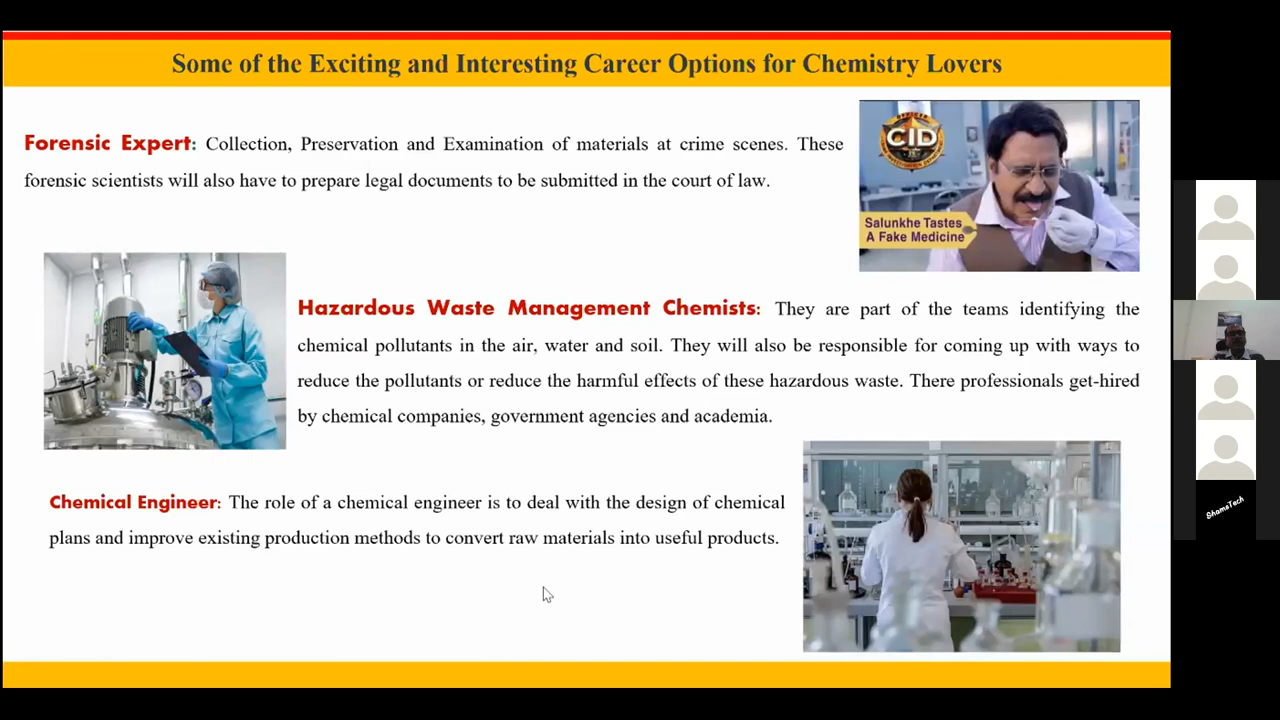 Some of the Exciting and Interesting Career Options for Chemistry Lovers
Forensic Expert: Collection, Preservation and Examination of materials at crime scenes. These
forensic scientists will also have to prepare legal documents to be submitted in the court of law.
CID
Salunkhe Tastes
A Fake Medicine
Hazardous Waste Management Chemists: They are part of the teams identifying the
chemical pollutants in the air, water and soil. They will also be responsible for coming up with ways to
reduce the pollutants or reduce the harmful effects of these hazardous waste. There professionals get-hired
by chemical companies, government agencies and academia.
Chemical Engineer: The role of a chemical engineer is to deal with the design of chemical
plans and improve existing production methods to convert raw materials into useful products.
ShamsTech